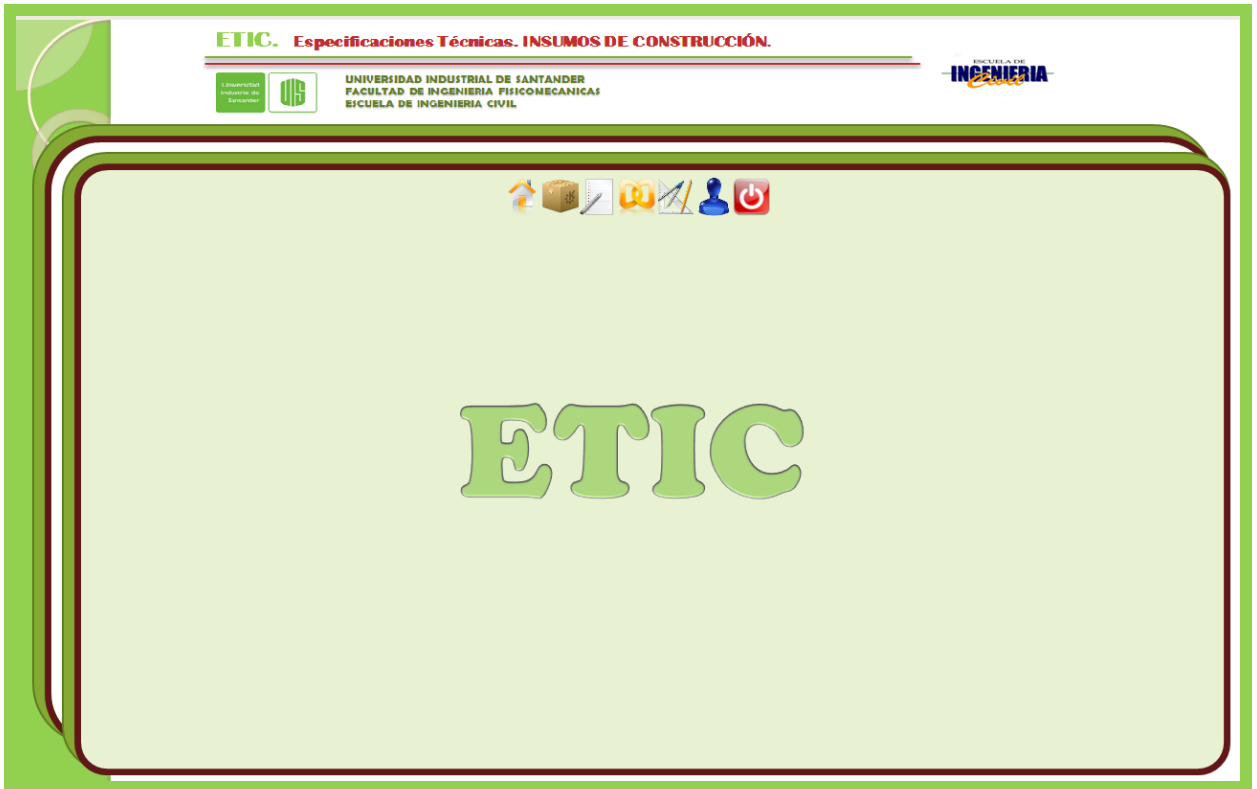 ETIC. Especificaciones Técnicas. INSUMOS DE CONSTRUCCIÓN.
ESCUELA DE
INGENIERIA
Civil
Universidad
Industrial de
Santander
UIS
UNIVERSIDAD INDUSTRIAL DE SANTANDER
FACULTAD DE INGENIERIA FISICOMECANICAS
ESCUELA DE INGENIERIA CIVIL
ETIC